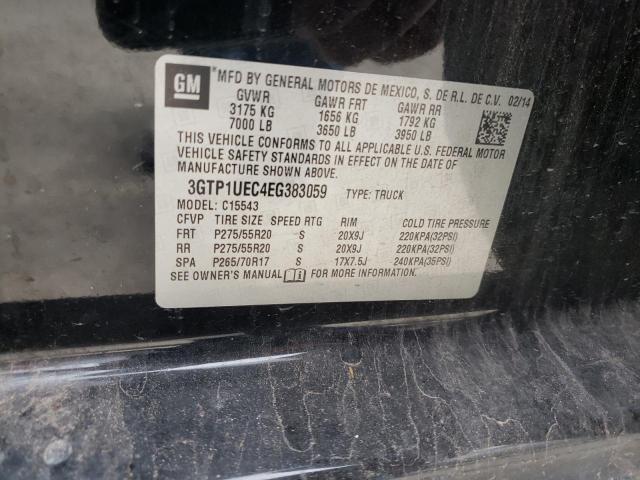 GM *MFD BY GENERAL MOTORS DE MEXICO, S. DE R.L. DE C.V. 02/14
GVWR GAWR FRT GAWR RR
3175 KG 1656 KG 1792 KG
7000 LB 3650 LB 3950 LB
THIS VEHICLE CONFORMS TO ALL APPLICABLE U.S. FEDERAL MOTOR
VEHICLE SAFETY STANDARDS IN EFFECT ON THE DATE OF
MANUFACTURE SHOWN ABOVE.
3GTP1UEC4EG383059 TYPE: TRUCK
MODEL: C15543
CFVP TIRE SIZE SPEED RTG RIM COLD TIRE PRESSURE
FRT P275/55R20 S 20X9J 220KPA(32PSI)
RR P275/55R20 S 20X9J 220KPA(32PSI)
SPA P265/70R17 S 17X7.5J 240KPA(35PSI)
SEE OWNER'S MANUAL FOR MORE INFORMATION.